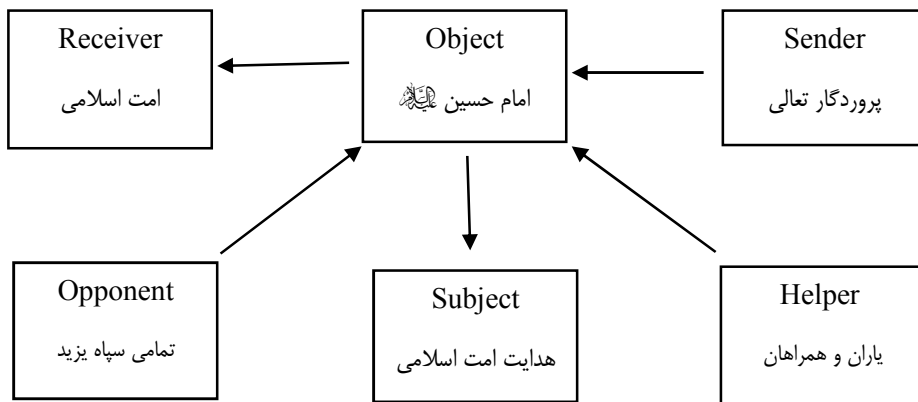 Receiver
امت اسلامی
Object
امام حسین علیه‌السلام
Sender
پروردگار تعالی
Opponent
تمامی سپاه یزید
Subject
هدایت امت اسلامی
Helper
یاران و همراهان